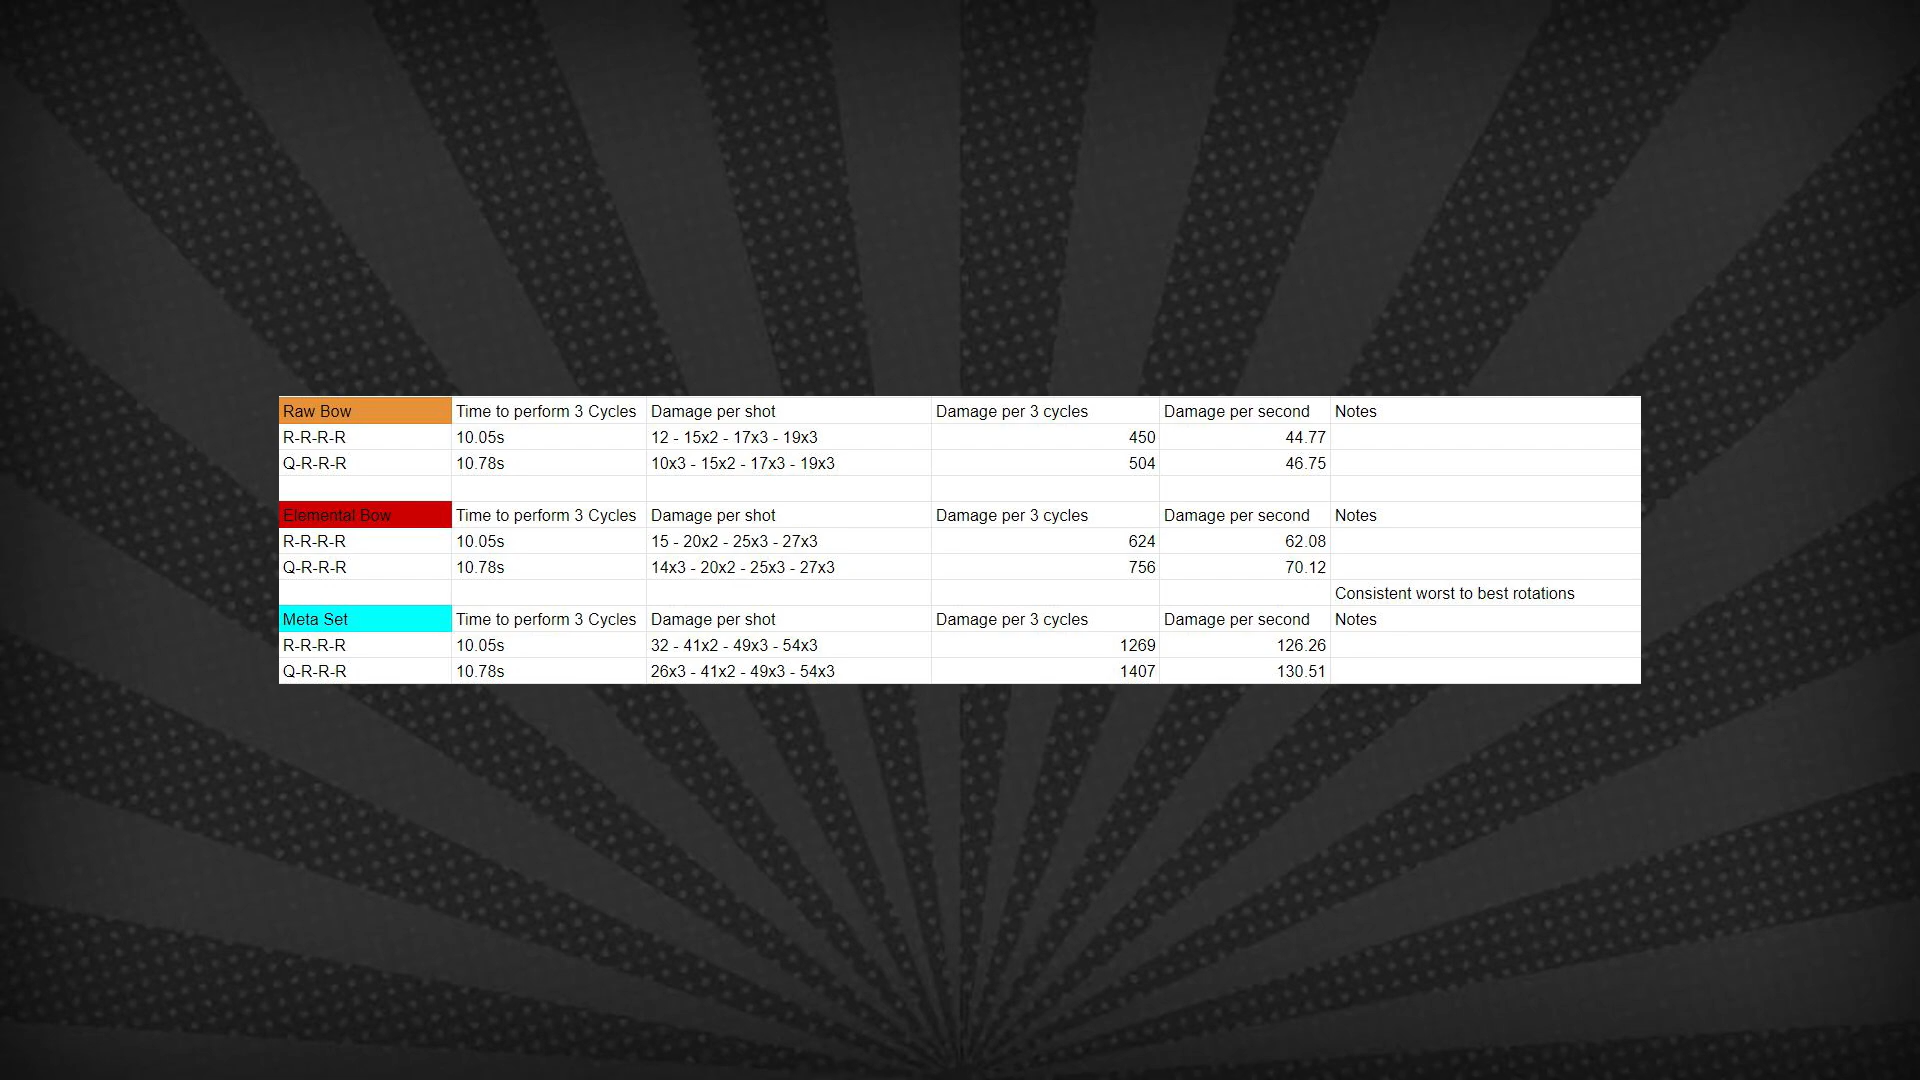 Raw Bow Time to perform 3 Cycles Damage per shot Damage per 3 cycles Damage per second Notes
R-R-R-R 10.05s 12 - 15x2 - 17x3 - 19x3 450 44.77
Q-R-R-R 10.78s 10x3 - 15x2 - 17x3 - 19x3 504 46.75
Elemental Bow Time to perform 3 Cycles Damage per shot Damage per 3 cycles Damage per second Notes
R-R-R-R 10.05s 15 - 20x2 - 25x3 - 27x3 624 62.08
Q-R-R-R 10.78s 14x3 - 20x2 - 25x3 - 27x3 756 70.12
Consistent worst to best rotations
Meta Set Time to perform 3 Cycles Damage per shot Damage per 3 cycles Damage per second Notes
R-R-R-R 10.05s 32 - 41x2 - 49x3 - 54x3 1269 126.26
Q-R-R-R 10.78s 26x3 - 41x2 - 49x3 - 54x3 1407 130.51